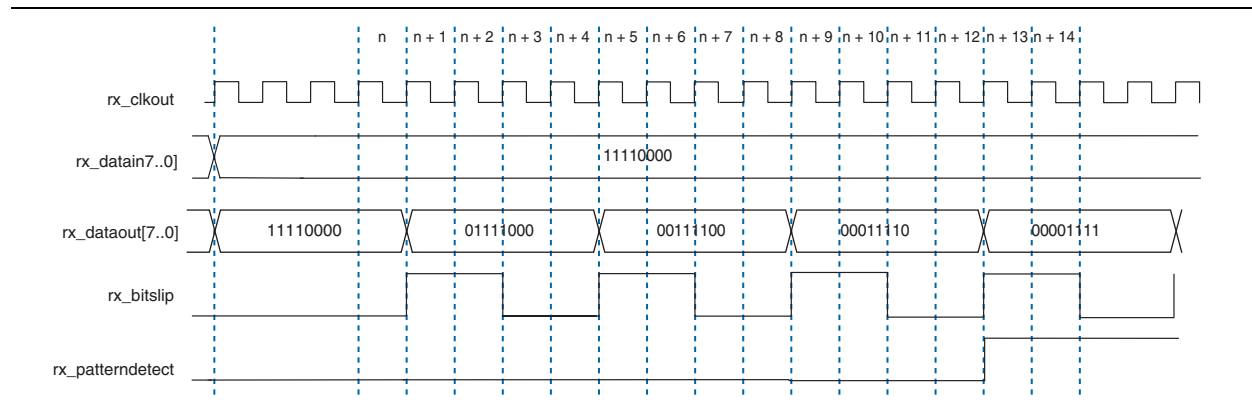 n n + 1 n + 2 n + 3 n + 4 n + 5 n + 6 n + 7 n + 8 n + 9 n + 10 n + 11 n + 12 n + 13 n + 14
rx_clkout
rx_datain7..0] 11110000
rx_dataout[7..0] 11110000 01111000 00111100 00011110 00001111
rx_bitslip
rx_patterndetect